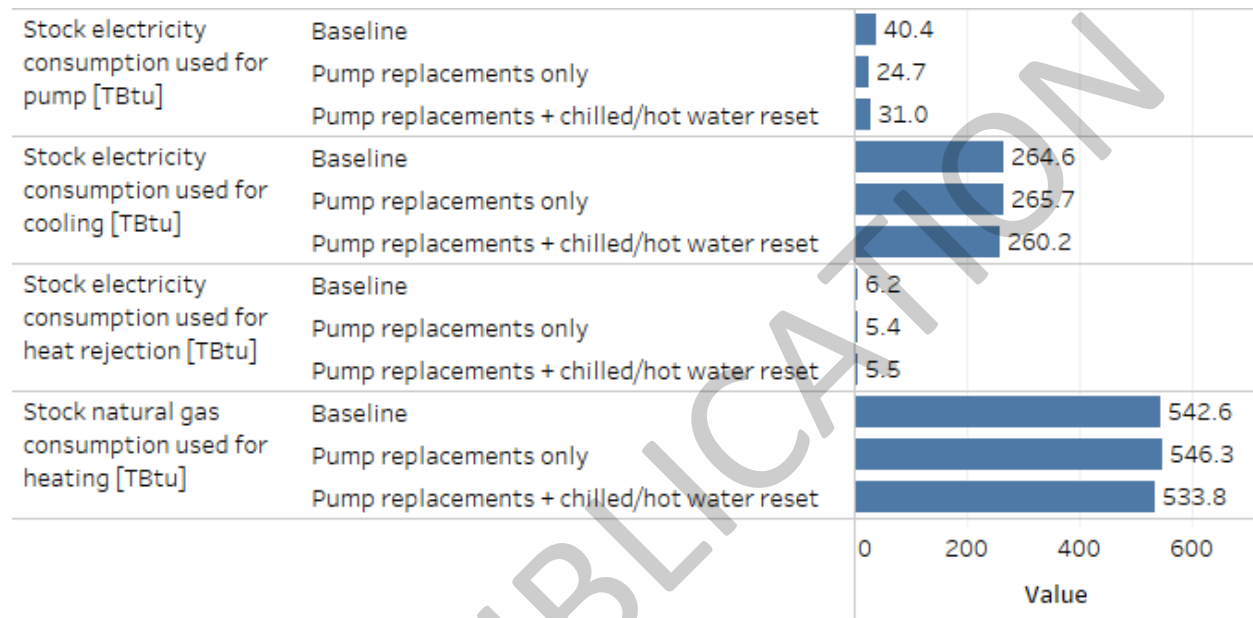 Stock electricity
consumption used for
pump [TBtu]
Baseline
40.4
Pump replacements only
24.7
Pump replacements + chilled/hot water reset
31.0
Stock electricity
consumption used for
cooling [TBtu]
Baseline
264.6
Pump replacements only
265.7
Pump replacements + chilled/hot water reset
260.2
Stock electricity
consumption used for
heat rejection [TBtu]
Baseline
6.2
Pump replacements only
5.4
Pump replacements + chilled/hot water reset
5.5
Stock natural gas
consumption used for
heating [TBtu]
Baseline
542.6
Pump replacements only
546.3
Pump replacements + chilled/hot water reset
533.8
0 200 400 600
Value
BLICATION